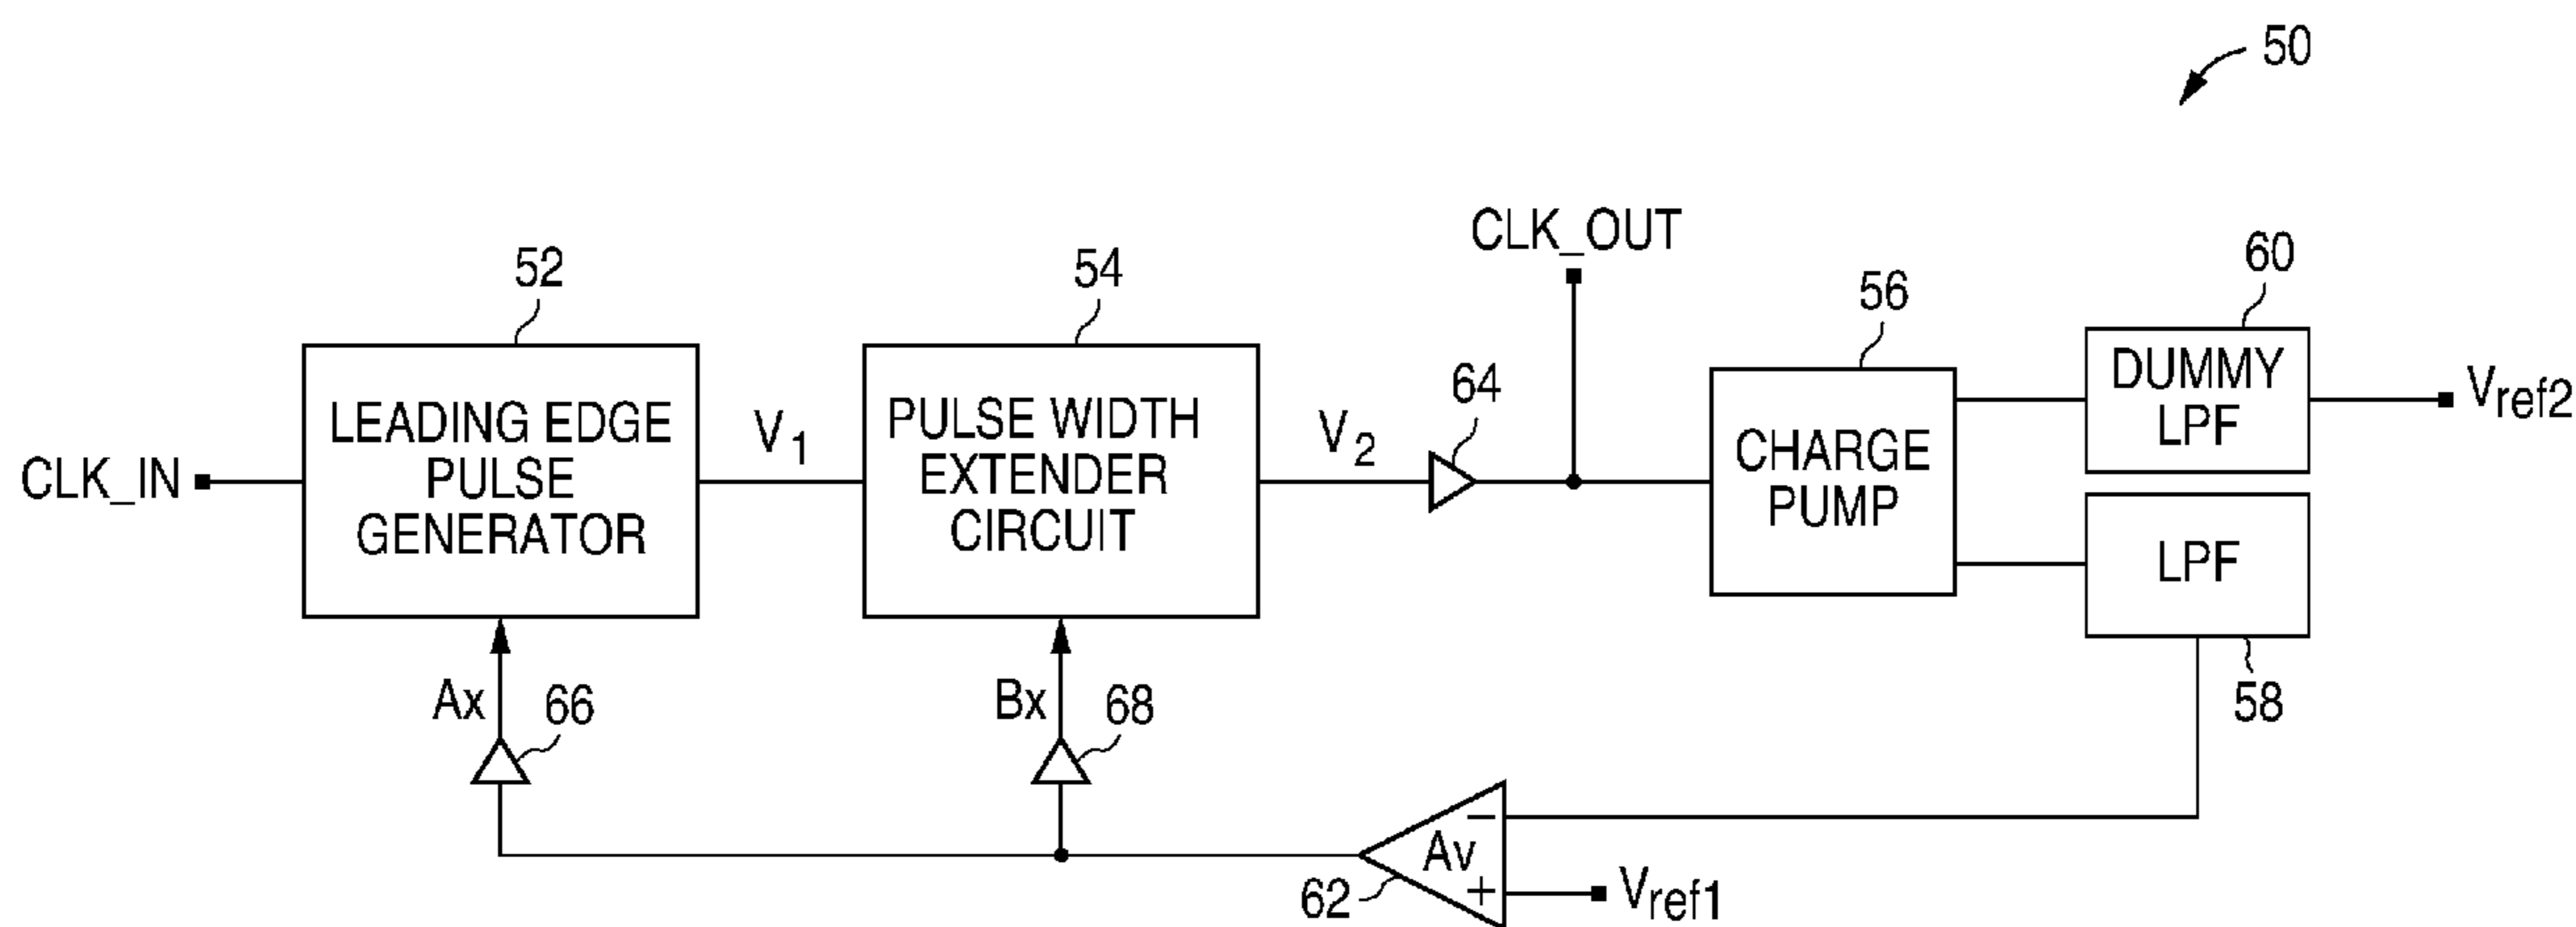 50
CLK_OUT
52
54
56
60
64
CLK_IN
LEADING EDGE
PULSE
GENERATOR
V1
PULSE WIDTH
EXTENDER
CIRCUIT
V2
CHARGE
PUMP
DUMMY
LPF
Vref2
LPF
58
Ax
66
Bx
68
Av
−
+
62
Vref1